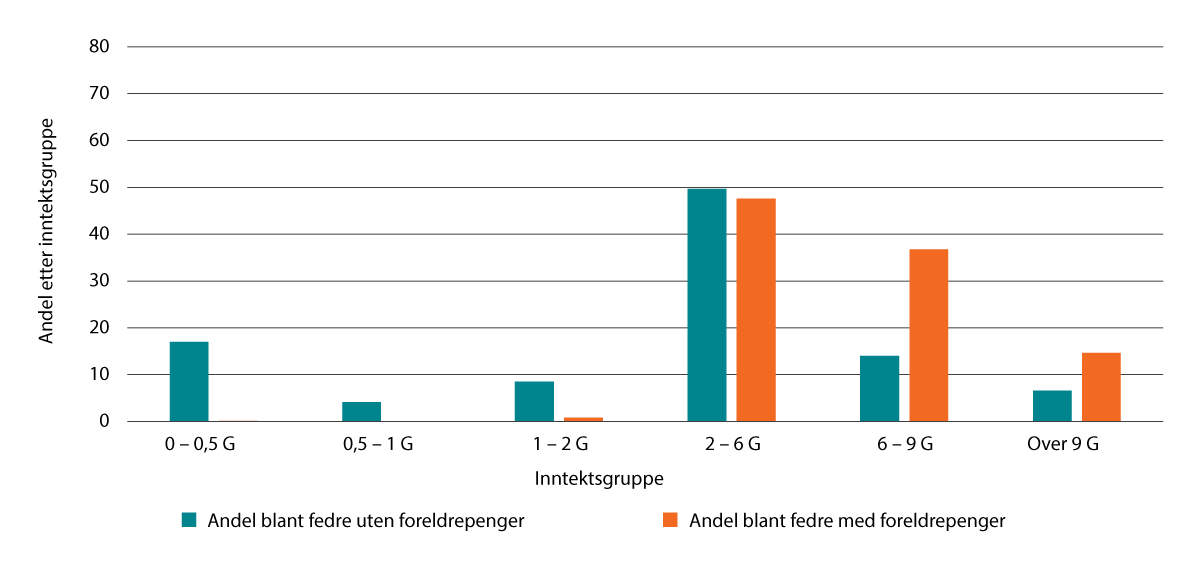 80
70
60
50
40
30
20
10
0
Andel etter inntektsgruppe
0 – 0,5 G
0,5 – 1 G
1 – 2 G
2 – 6 G
6 – 9 G
Over 9 G
Inntektsgruppe
Andel blant fedre uten foreldrepenger
Andel blant fedre med foreldrepenger